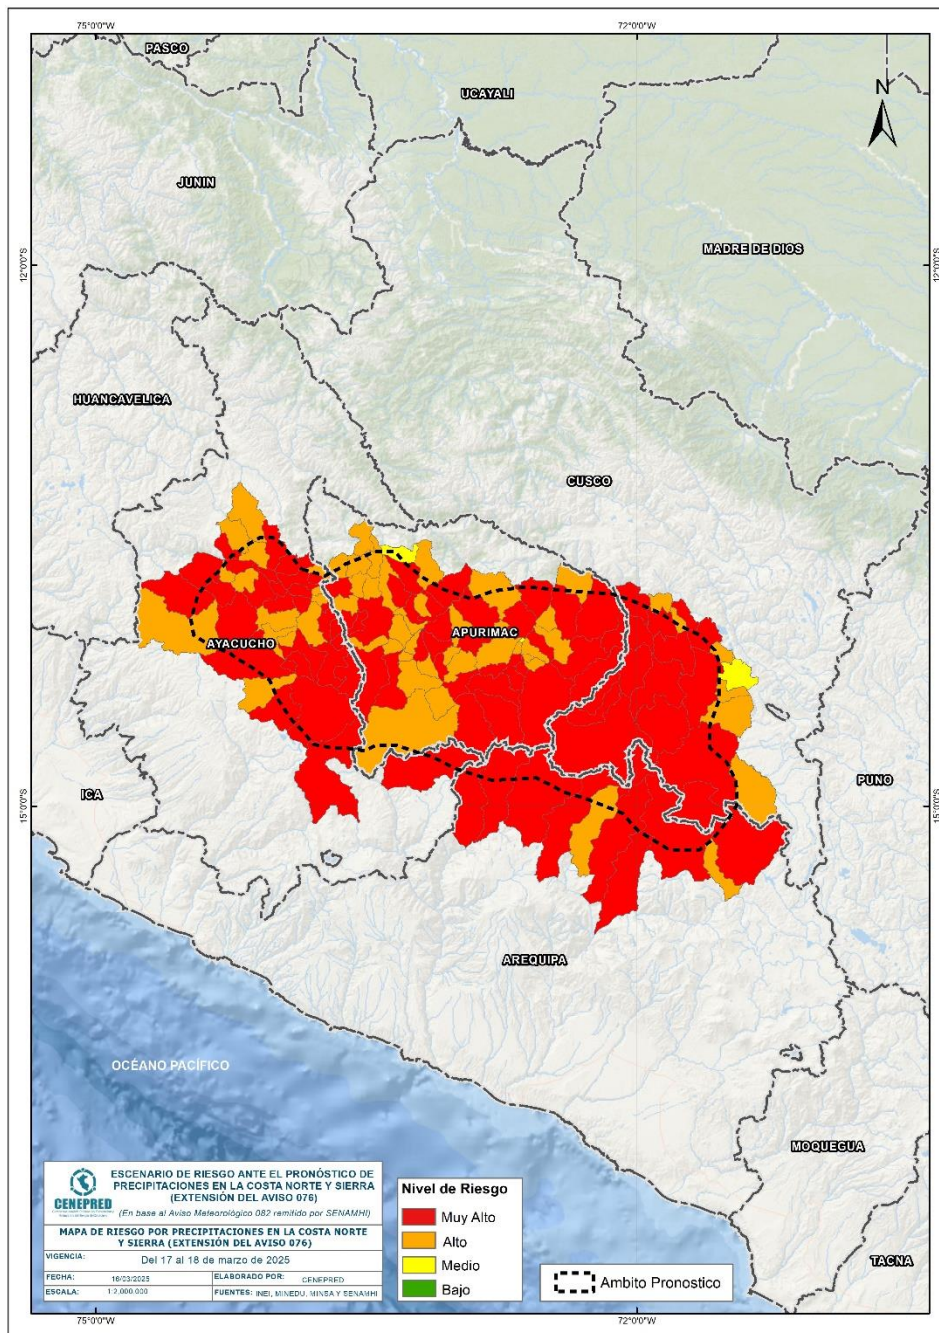 75°0'0"W
72°0'0"W
PASCO
UCAYALI
N
JUNIN
MADRE DE DIOS
12°0'0"S
12°0'0"S
HUANCAVELICA
CUSCO
AYACUCHO
APURIMAC
ICA
PUNO
15°0'0"S
15°0'0"S
AREQUIPA
OCÉANO PACÍFICO
MOQUEGUA
TACNA
CENEPRED
ESCENARIO DE RIESGO ANTE EL PRONÓSTICO DE
PRECIPITACIONES EN LA COSTA NORTE Y SIERRA
(EXTENSIÓN DEL AVISO 076)
(En base al Aviso Meteorológico 082 remitido por SENAMHI)
MAPA DE RIESGO POR PRECIPITACIONES EN LA COSTA NORTE
Y SIERRA (EXTENSIÓN DEL AVISO 076)
VIGENCIA: Del 17 al 18 de marzo de 2025
FECHA: 16/03/2025 ELABORADO POR: CENEPRED
ESCALA: 1:2,000,000 FUENTES: INEI, MINEDU, MINSA Y SENAMHI
Nivel de Riesgo
Muy Alto
Alto
Medio
Bajo
Ambito Pronostico
75°0'0"W
72°0'0"W